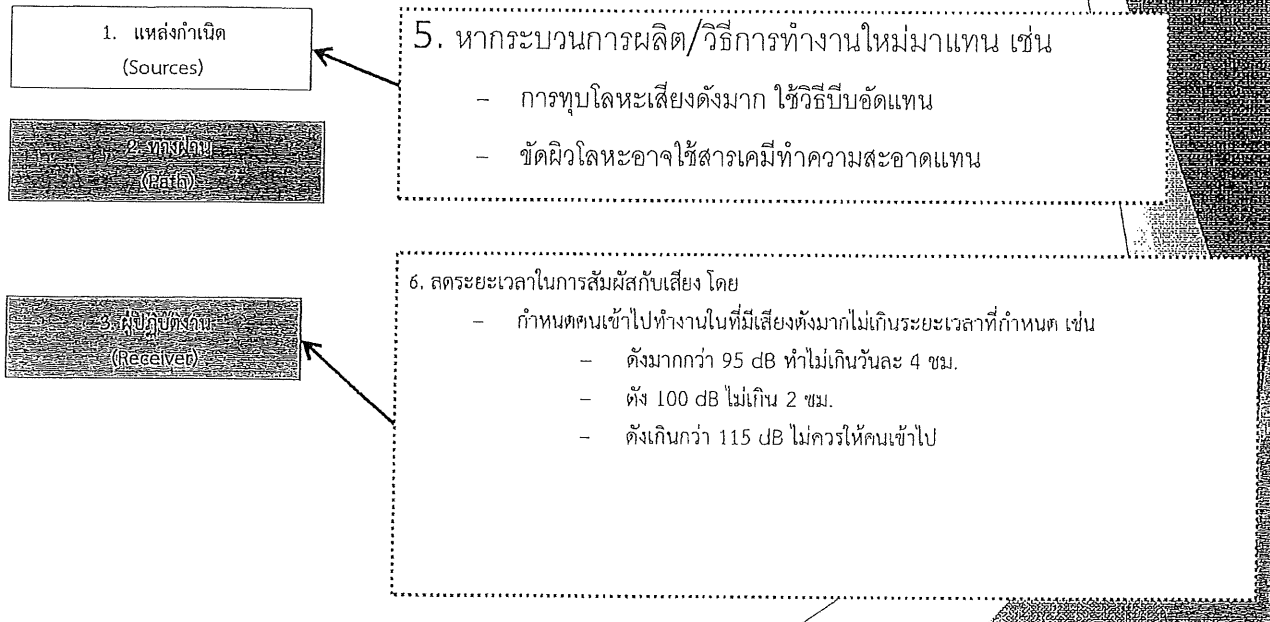 1. แหล่งกำเนิด
(Sources)
5. หากระบวนการผลิต/วิธีการทำงานใหม่มาแทน เช่น
– การทุบโลหะเสียงดังมาก ใช้วิธีบีบอัดแทน
– ขัดผิวโลหะอาจใช้สารเคมีทำความสะอาดแทน
2. ทางผ่าน
(Path)
6. ลดระยะเวลาในการสัมผัสกับเสียง โดย
– กำหนดคนเข้าไปทำงานในที่มีเสียงดังมากไม่เกินระยะเวลาที่กำหนด เช่น
– ดังมากกว่า 95 dB ทำไม่เกินวันละ 4 ชม.
– ดัง 100 dB ไม่เกิน 2 ชม.
– ดังเกินกว่า 115 dB ไม่ควรให้คนเข้าไป
3. ผู้ปฏิบัติงาน
(Receiver)